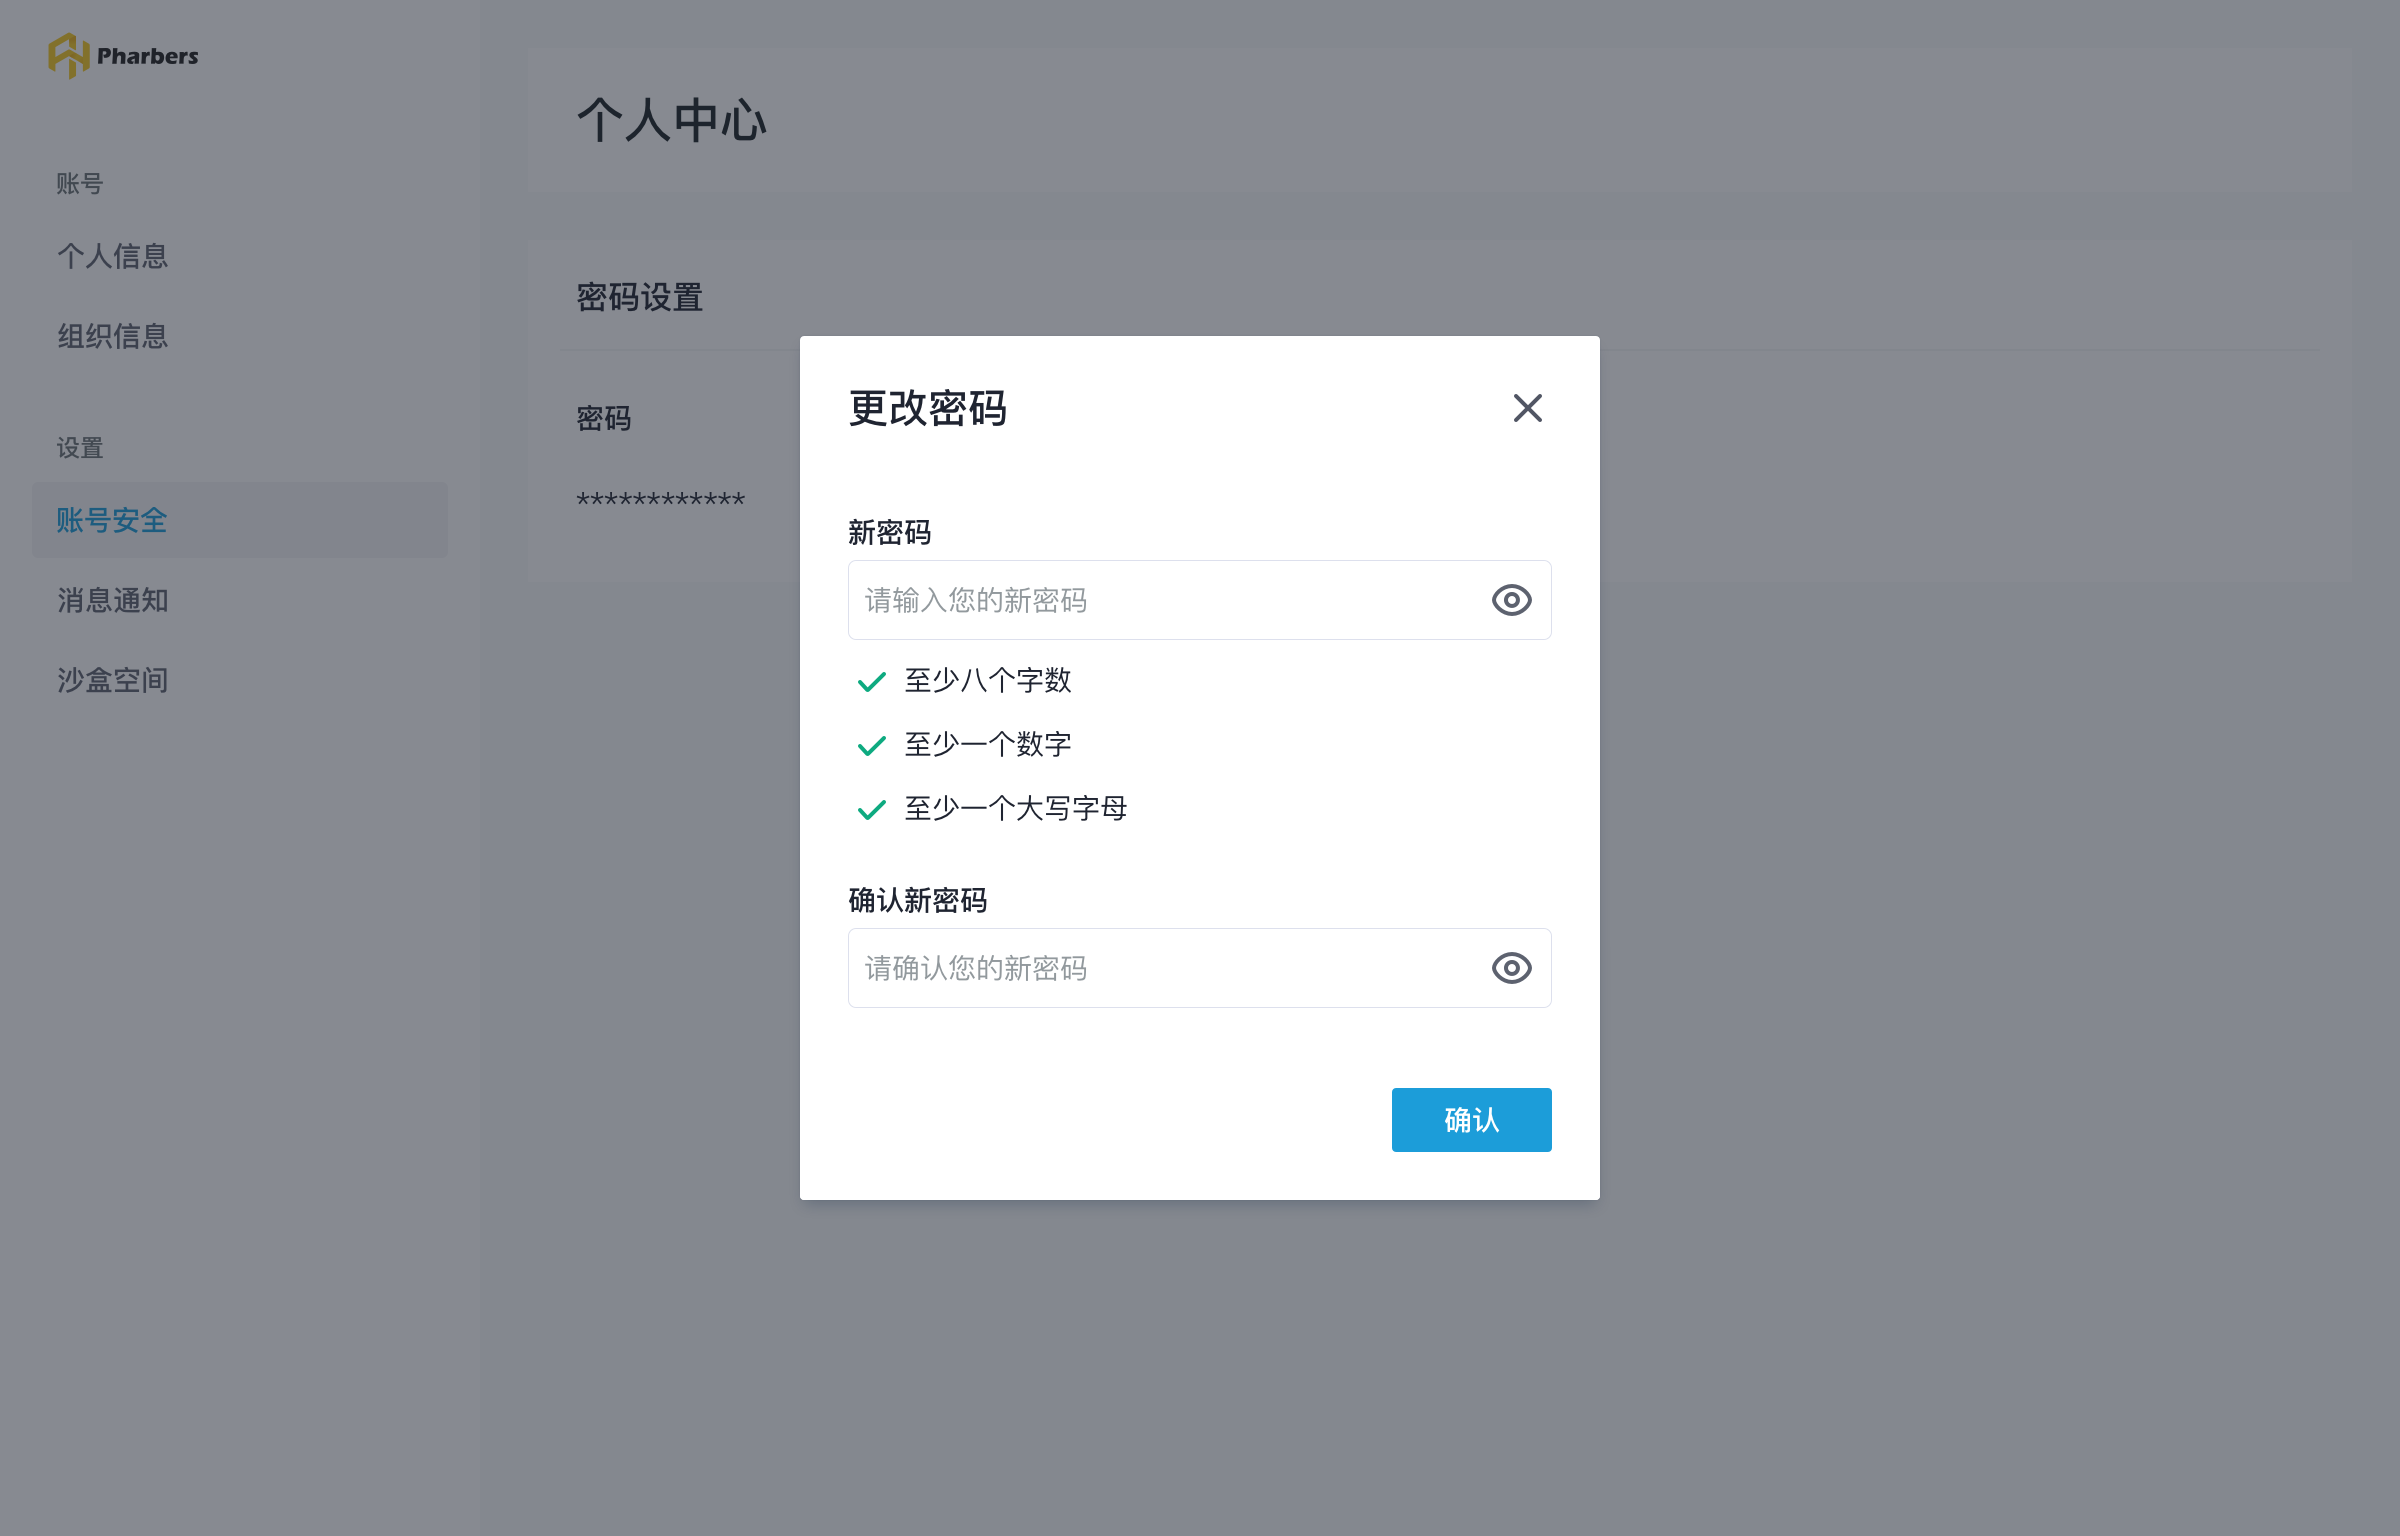 Pharbers
账号
个人信息
组织信息
设置
账号安全
消息通知
沙盒空间
个人中心
密码设置
密码
************
更改密码
新密码
请输入您的新密码
至少八个字数
至少一个数字
至少一个大写字母
确认新密码
请确认您的新密码
确认